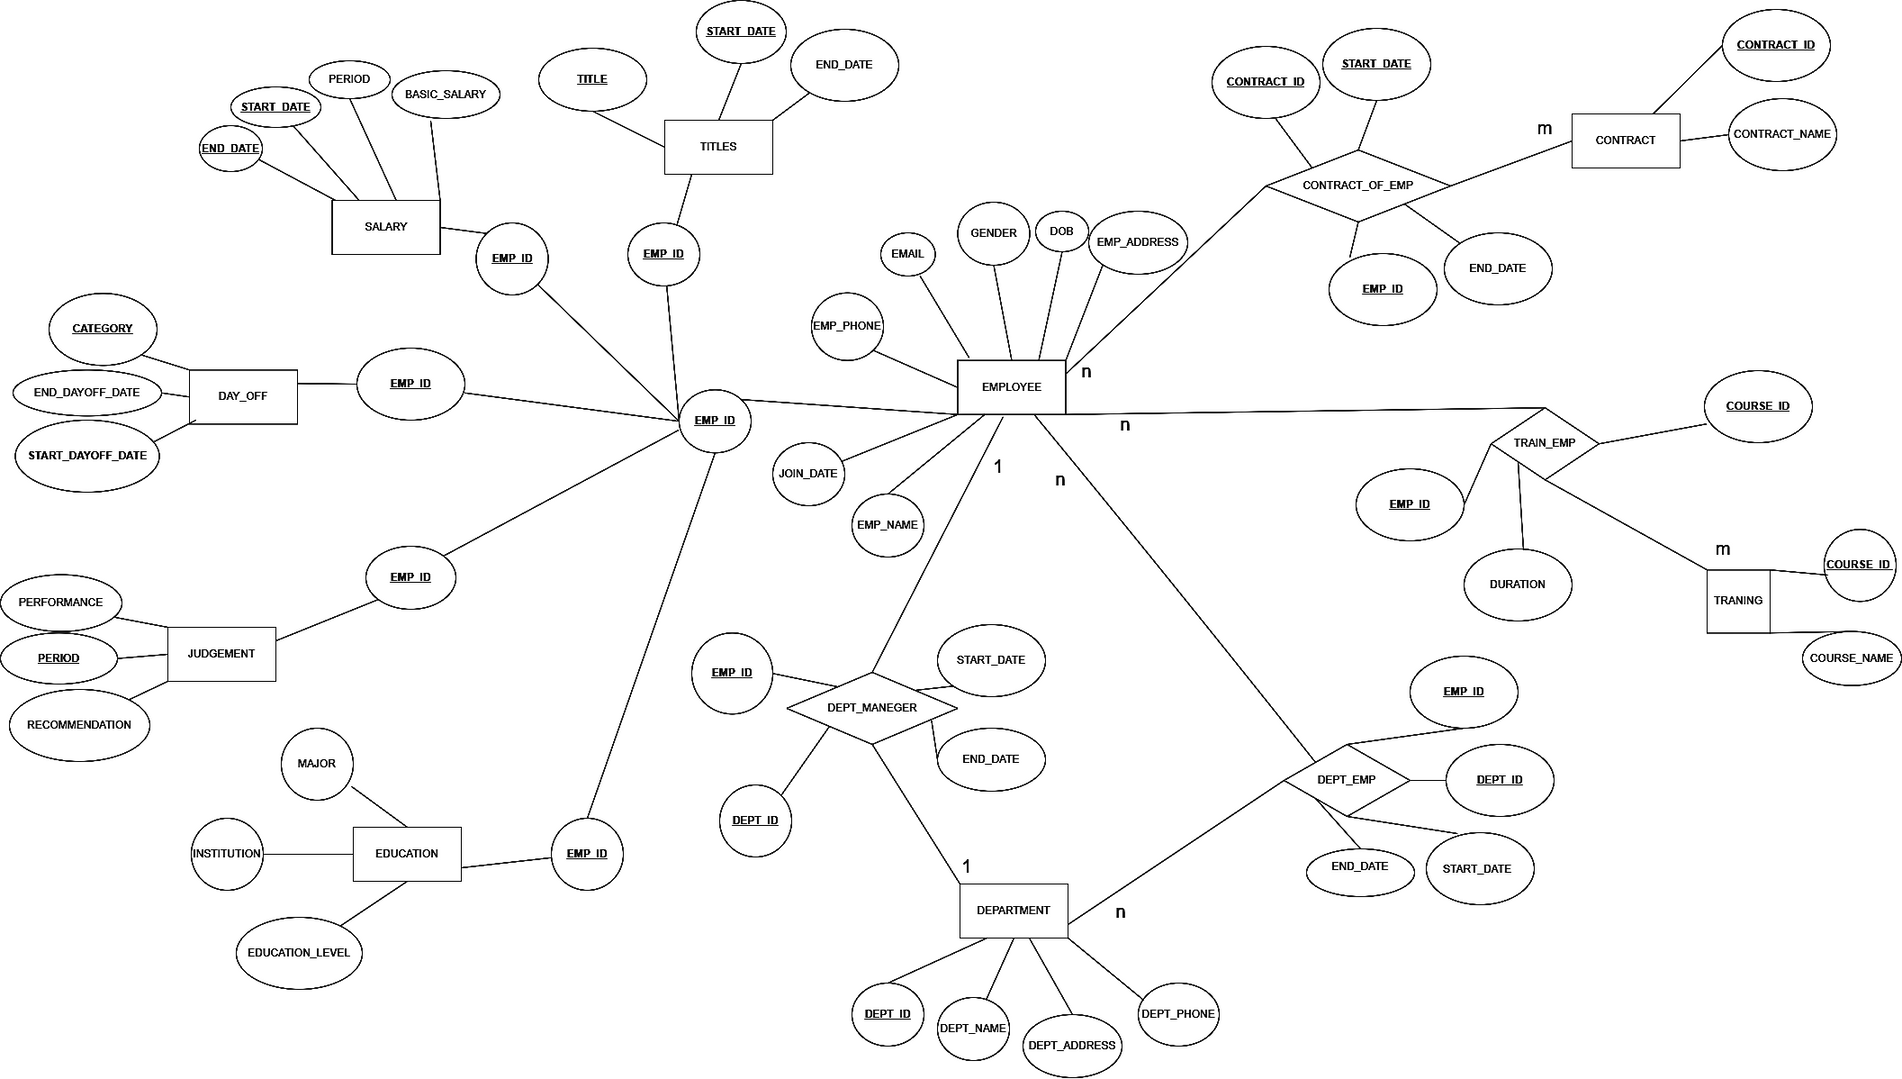 START_DATE
CONTRACT_ID
TITLE
END_DATE
START_DATE
PERIOD
BASIC_SALARY
START_DATE
END_DATE
CONTRACT_ID
m
CONTRACT_NAME
CONTRACT
TITLES
CONTRACT_OF_EMP
SALARY
EMP_ID
EMP_ID
EMAIL
GENDER
DOB
EMP_ADDRESS
END_DATE
EMP_ID
CATEGORY
EMP_PHONE
n
END_DAYOFF_DATE
DAY_OFF
EMP_ID
EMPLOYEE
COURSE_ID
EMP_ID
n
START_DAYOFF_DATE
TRAIN_EMP
JOIN_DATE
1
n
EMP_ID
EMP_NAME
m
COURSE_ID
EMP_ID
DURATION
PERFORMANCE
TRANING
PERIOD
JUDGEMENT
EMP_ID
START_DATE
COURSE_NAME
EMP_ID
RECOMMENDATION
DEPT_MANEGER
MAJOR
END_DATE
DEPT_EMP
DEPT_ID
DEPT_ID
INSTITUTION
EDUCATION
EMP_ID
1
END_DATE
START_DATE
DEPARTMENT
n
EDUCATION_LEVEL
DEPT_ID
DEPT_NAME
DEPT_ADDRESS
DEPT_PHONE